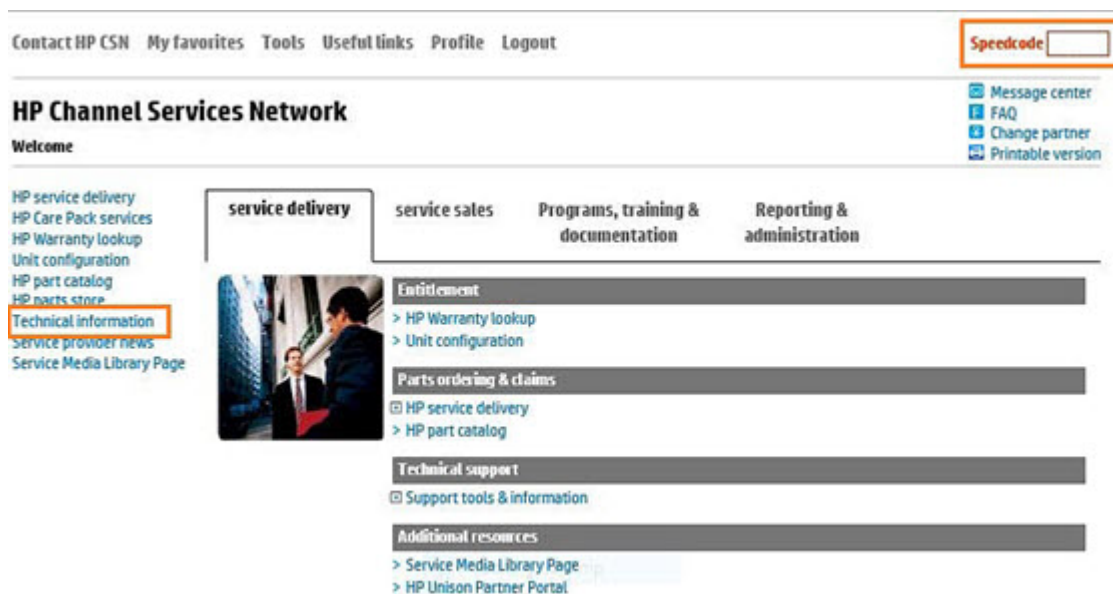 Contact HP CSN My favorites Tools Useful links Profile Logout
Speedcode
HP Channel Services Network
Welcome
Message center
FAQ
Change partner
Printable version
HP service delivery
HP Care Pack services
HP Warranty lookup
Unit configuration
HP part catalog
HP parts store
Technical information
Service provider news
Service Media Library Page
service delivery
service sales
Programs, training &
documentation
Reporting &
administration
Entitlement
> HP Warranty lookup
> Unit configuration
Parts ordering & claims
HP service delivery
> HP part catalog
Technical support
Support tools & information
Additional resources
> Service Media Library Page
> HP Unison Partner Portal